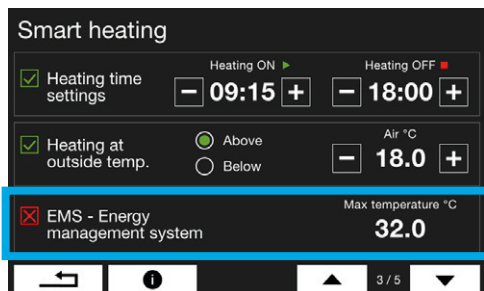 Smart heating
Heating time
settings
Heating ON
− 09:15 +
Heating OFF
− 18:00 +
Heating at
outside temp.
Above
Below
Air °C
− 18.0 +
EMS - Energy
management system
Max temperature °C
32.0
3 / 5